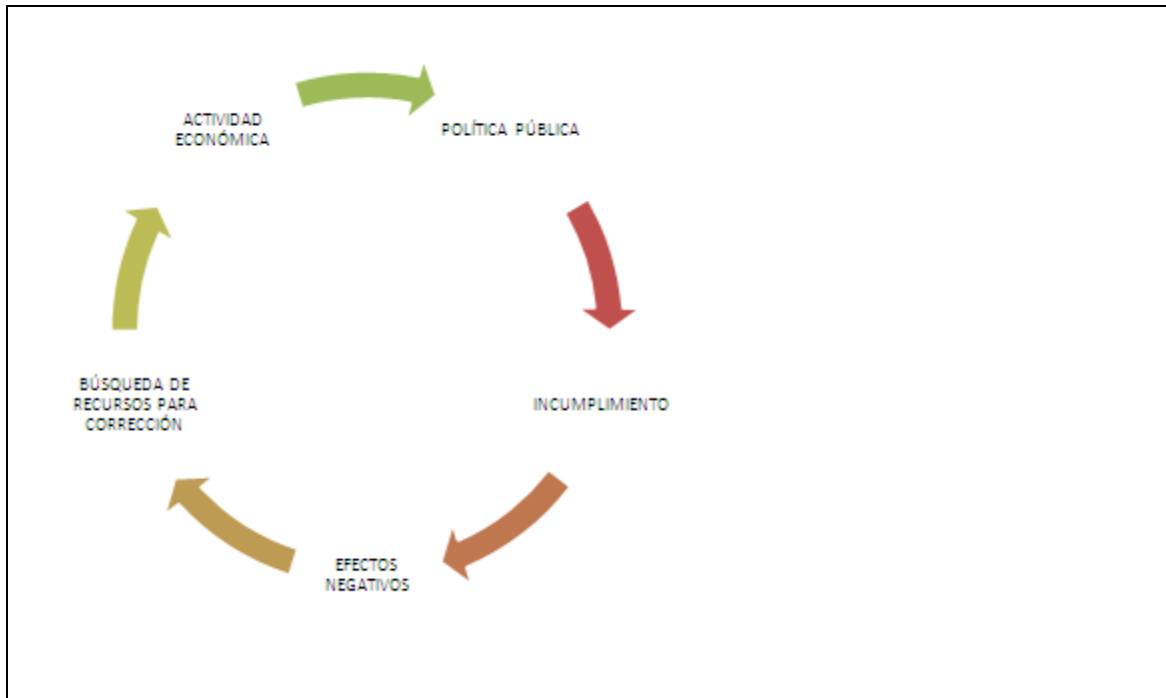 ACTIVIDAD
ECONÓMICA
POLÍTICA PÚBLICA
INCUMPLIMIENTO
EFECTOS
NEGATIVOS
BÚSQUEDA DE
RECURSOS PARA
CORRECCIÓN